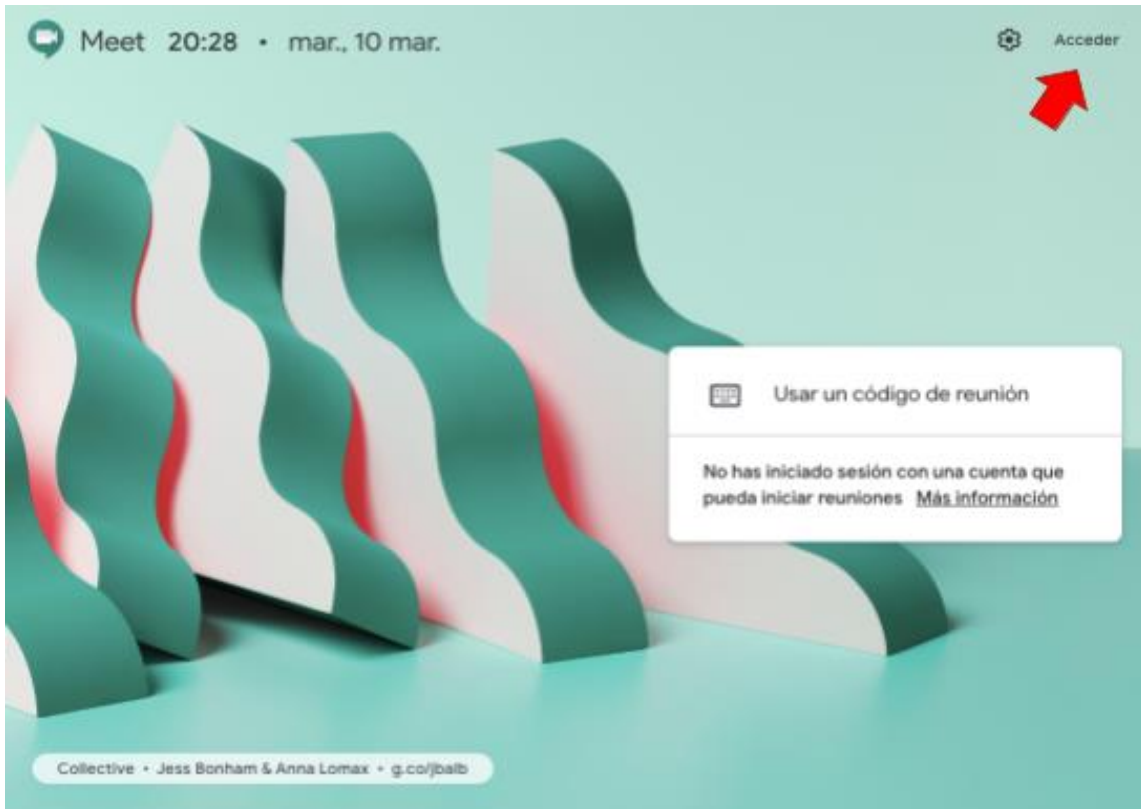 Meet 20:28 • mar., 10 mar.
Acceder
Usar un código de reunión
No has iniciado sesión con una cuenta que
pueda iniciar reuniones Más información
Collective • Jess Bonham & Anna Lomax • g.co/jbalb